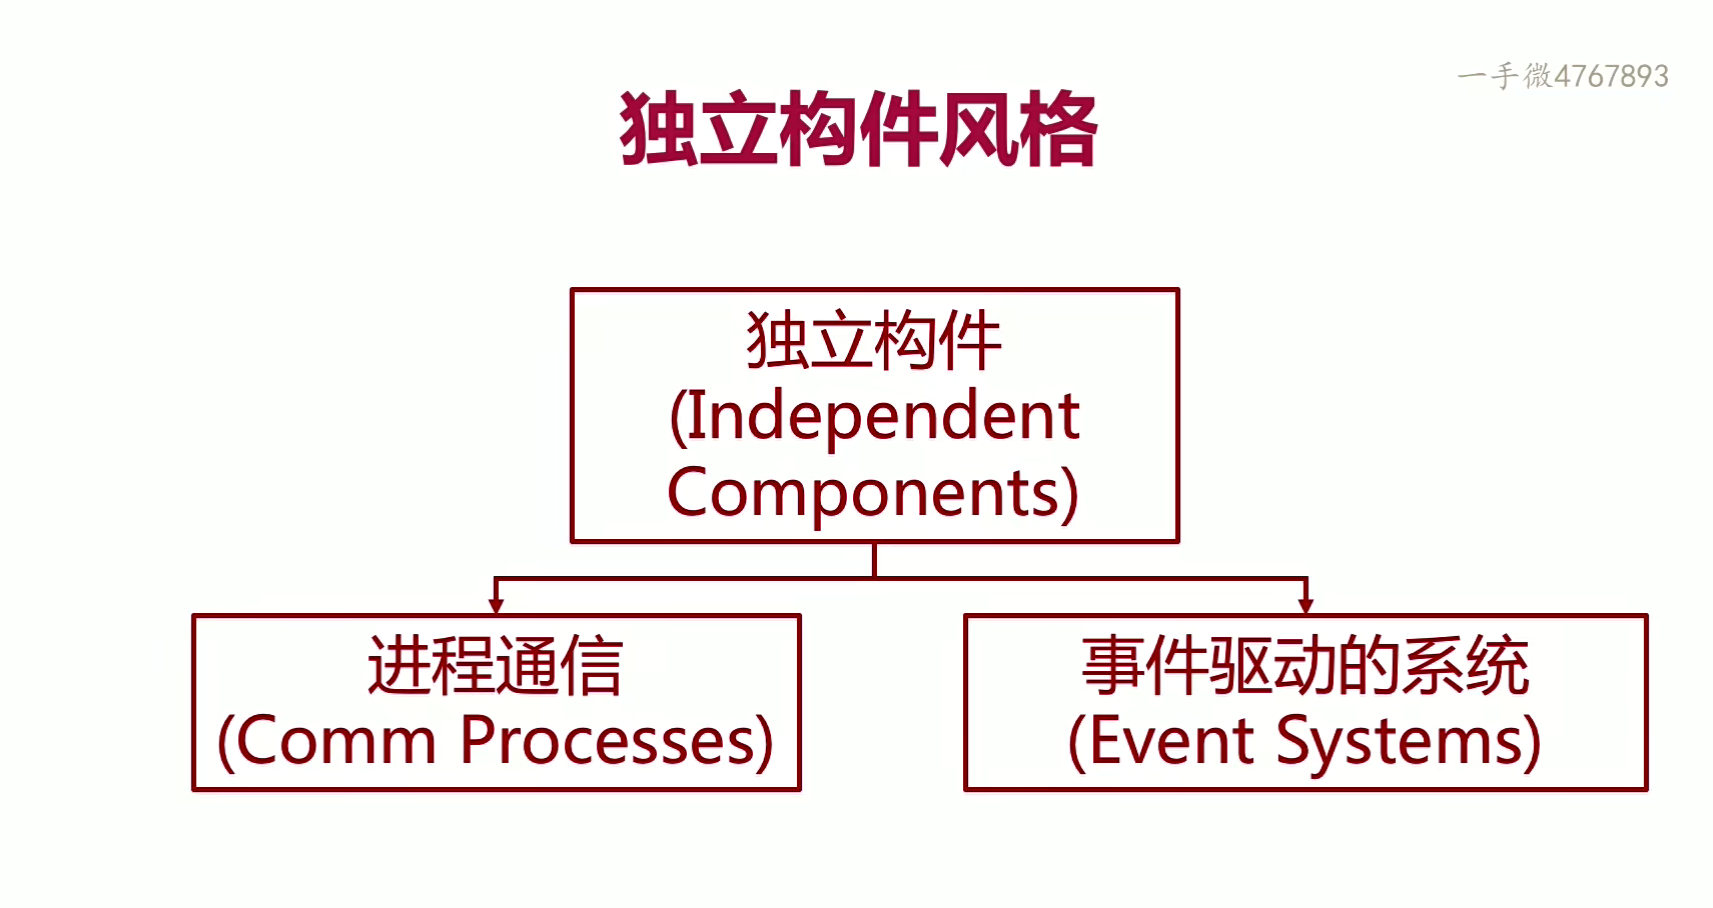 一手微4767893
独立构件风格
独立构件
(Independent
Components)
进程通信
(Comm Processes)
事件驱动的系统
(Event Systems)